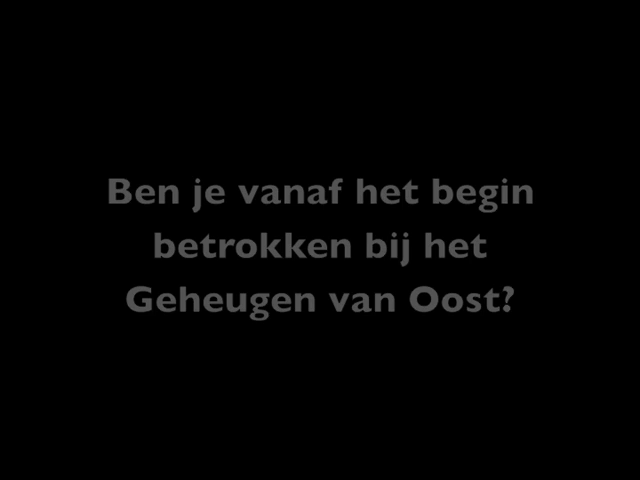 Ben je vanaf het begin
betrokken bij het
Geheugen van Oost?